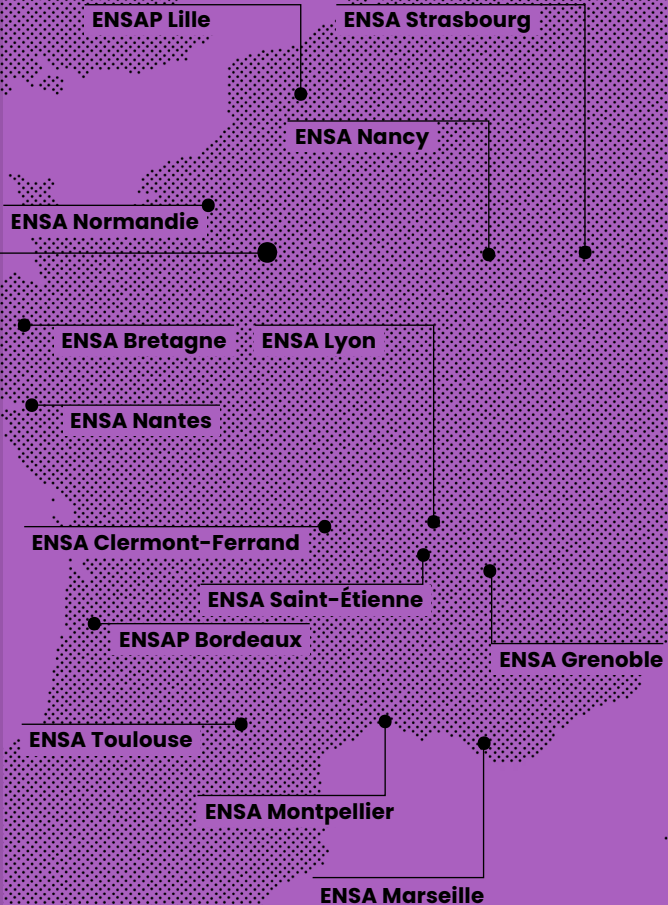 ENSAP Lille
ENSA Strasbourg
ENSA Nancy
ENSA Normandie
ENSA Bretagne
ENSA Lyon
ENSA Nantes
ENSA Clermont-Ferrand
ENSA Saint-Étienne
ENSAP Bordeaux
ENSA Grenoble
ENSA Toulouse
ENSA Montpellier
ENSA Marseille